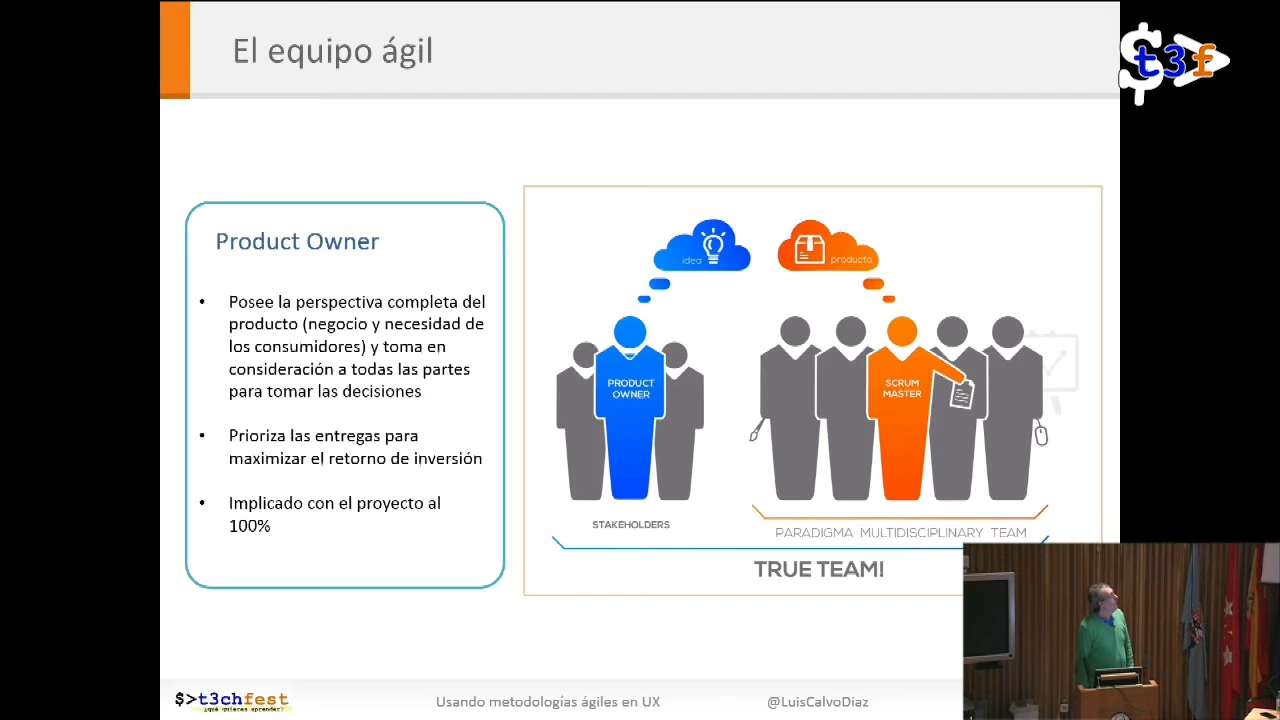 El equipo ágil
$> t3f
Product Owner
• Posee la perspectiva completa del
producto (negocio y necesidad de
los consumidores) y toma en
consideración a todas las partes
para tomar las decisiones
• Prioriza las entregas para
maximizar el retorno de inversión
• Implicado con el proyecto al
100%
idea
producto
PRODUCT
OWNER
SCRUM
MASTER
STAKEHOLDERS
PARADIGMA MULTIDISCIPLINARY TEAM
TRUE TEAM!
$>t3chfest
¿qué quieres aprender?
Usando metodologías ágiles en UX
@LuisCalvoDiaz